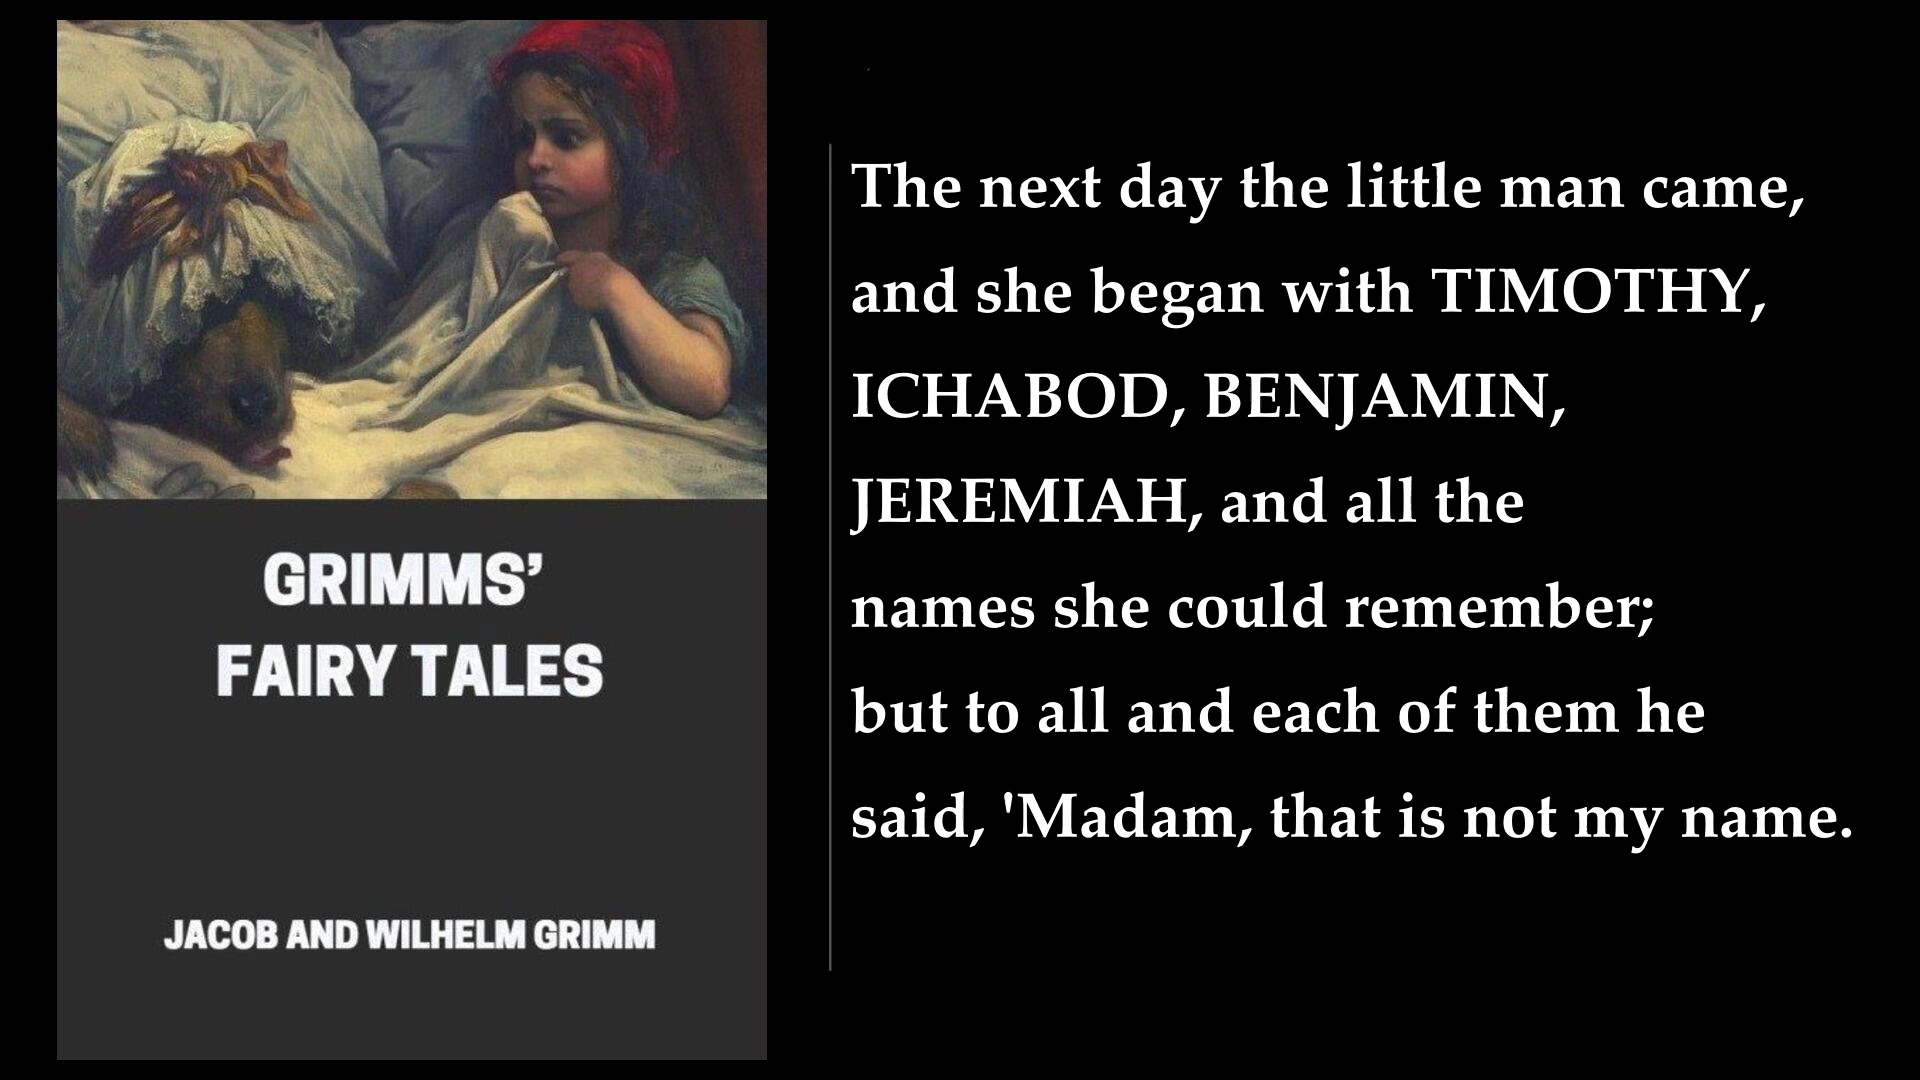 GRIMMS’
FAIRY TALES
JACOB AND WILHELM GRIMM
The next day the little man came,
and she began with TIMOTHY,
ICHABOD, BENJAMIN,
JEREMIAH, and all the
names she could remember;
but to all and each of them he
said, 'Madam, that is not my name.